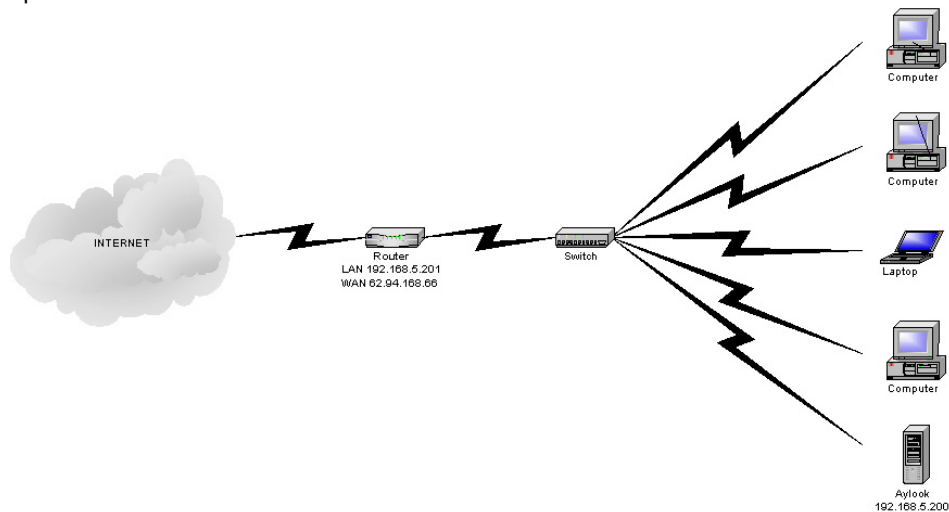 Computer
Computer
INTERNET
Router
LAN 192.168.5.201
WAN 62.94.168.66
Switch
Laptop
Computer
Aylook
192.168.5.200